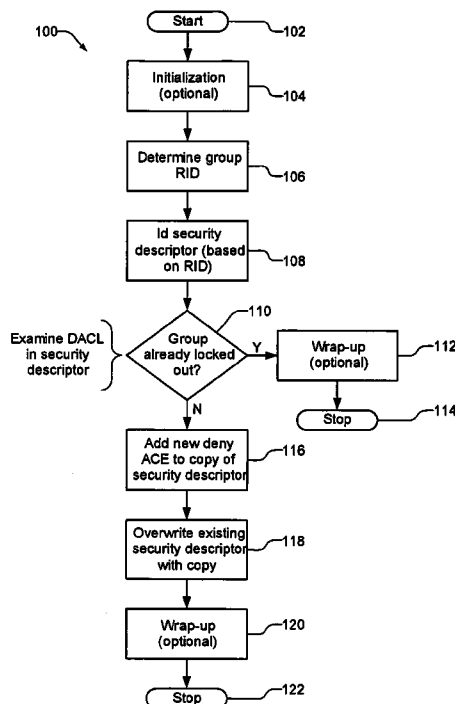 100
Start
102
Initialization
(optional)
104
Determine group
RID
106
Id security
descriptor (based
on RID)
108
110
Examine DACL
in security
descriptor
Group
already locked
out?
Y
Wrap-up
(optional)
112
Stop
114
N
Add new deny
ACE to copy of
security descriptor
116
Overwrite existing
security descriptor
with copy
118
Wrap-up
(optional)
120
Stop
122